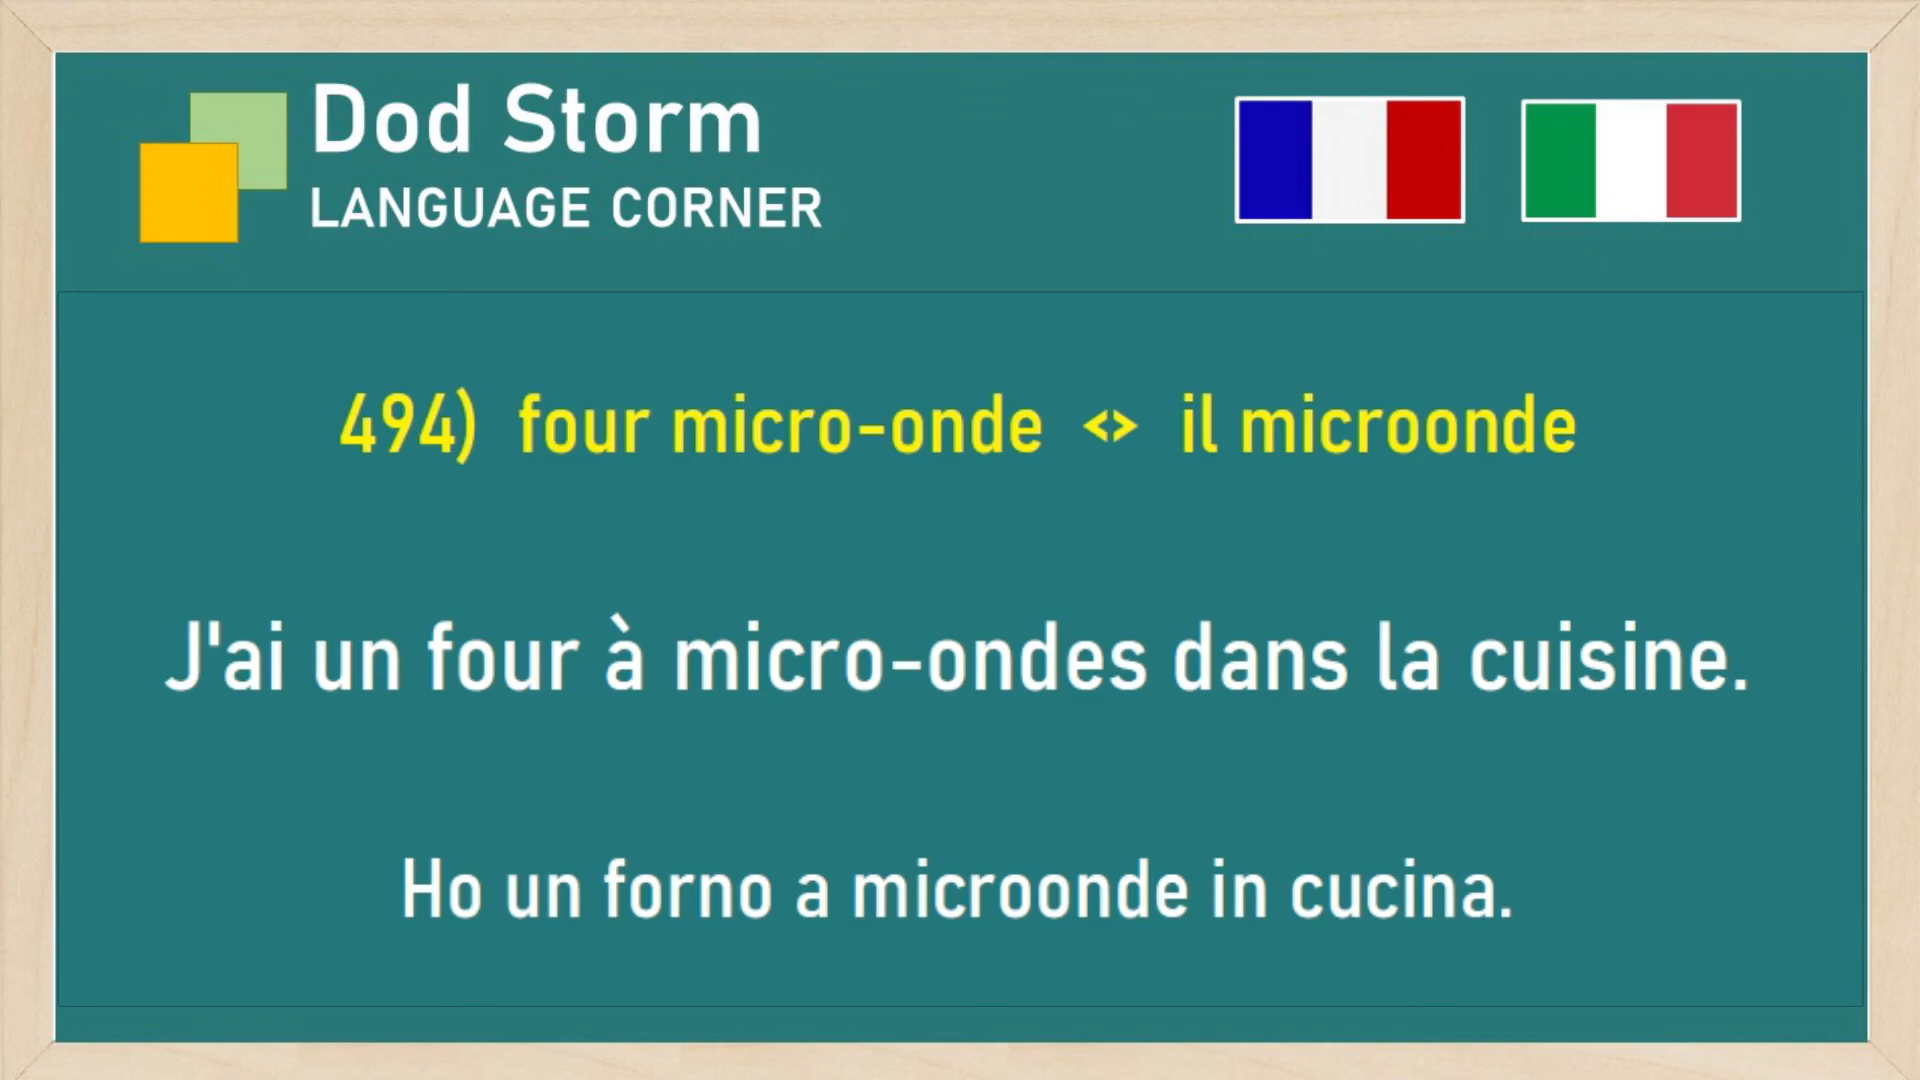 Dod Storm
LANGUAGE CORNER
494) four micro-onde <> il microonde
J'ai un four à micro-ondes dans la cuisine.
Ho un forno a microonde in cucina.